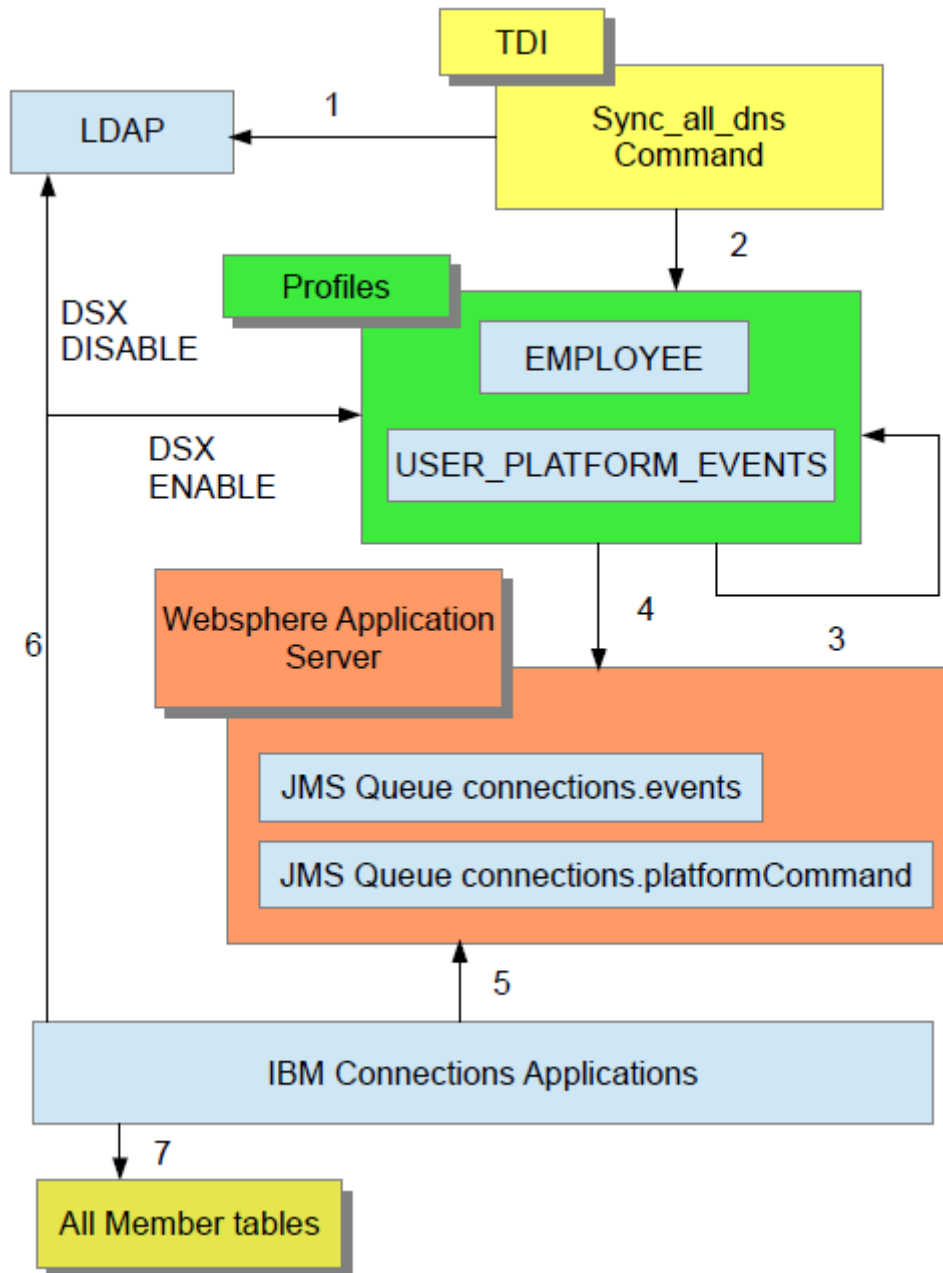 TDI
Sync_all_dns
Command
1
LDAP
2
Profiles
DSX
DISABLE
EMPLOYEE
DSX
ENABLE
USER_PLATFORM_EVENTS
4
3
Websphere Application
Server
6
JMS Queue connections.events
JMS Queue connections.platformCommand
5
IBM Connections Applications
7
All Member tables